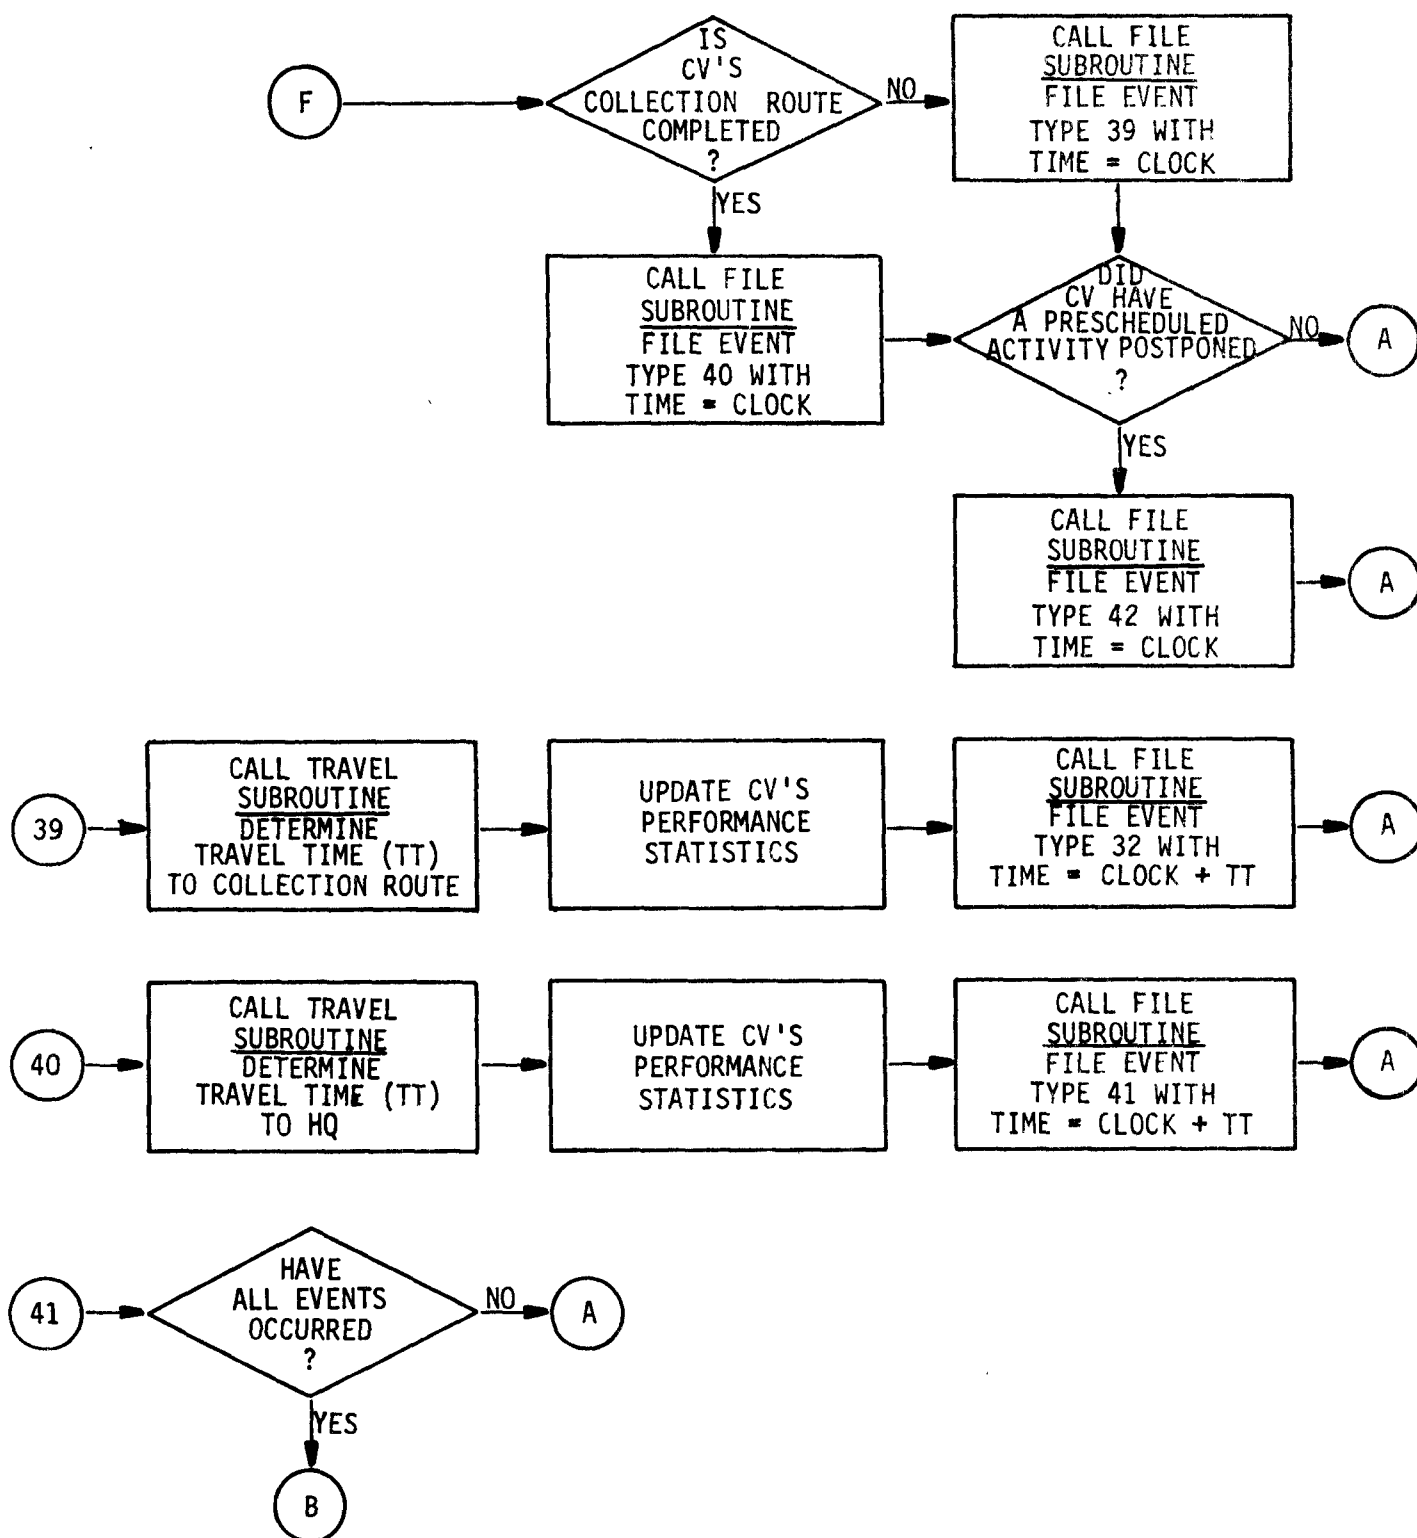 F
IS
CV'S
COLLECTION ROUTE
COMPLETED
?
NO
CALL FILE
SUBROUTINE
FILE EVENT
TYPE 39 WITH
TIME = CLOCK
YES
CALL FILE
SUBROUTINE
FILE EVENT
TYPE 40 WITH
TIME = CLOCK
DID
CV HAVE
A PRESCHEDULED
ACTIVITY POSTPONED
?
NO
A
YES
CALL FILE
SUBROUTINE
FILE EVENT
TYPE 42 WITH
TIME = CLOCK
A
39
CALL TRAVEL
SUBROUTINE
DETERMINE
TRAVEL TIME (TT)
TO COLLECTION ROUTE
UPDATE CV'S
PERFORMANCE
STATISTICS
CALL FILE
SUBROUTINE
FILE EVENT
TYPE 32 WITH
TIME = CLOCK + TT
A
40
CALL TRAVEL
SUBROUTINE
DETERMINE
TRAVEL TIME (TT)
TO HQ
UPDATE CV'S
PERFORMANCE
STATISTICS
CALL FILE
SUBROUTINE
FILE EVENT
TYPE 41 WITH
TIME = CLOCK + TT
A
41
HAVE
ALL EVENTS
OCCURRED
?
NO
A
YES
B